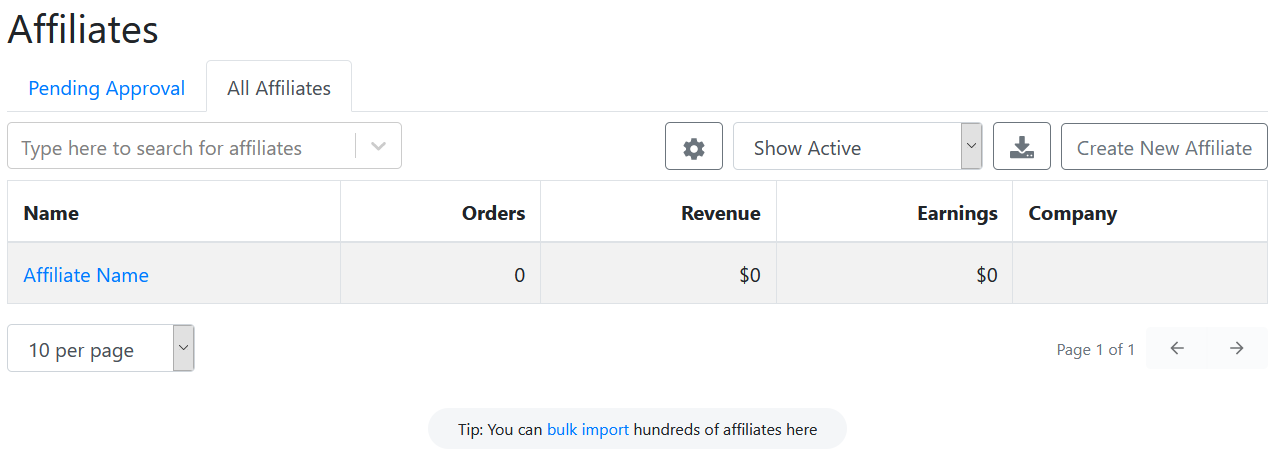 Affiliates
Pending Approval
All Affiliates
Type here to search for affiliates
Show Active
Create New Affiliate
Name Orders Revenue Earnings Company
Affiliate Name 0 $0 $0
10 per page
Page 1 of 1
Tip: You can bulk import hundreds of affiliates here